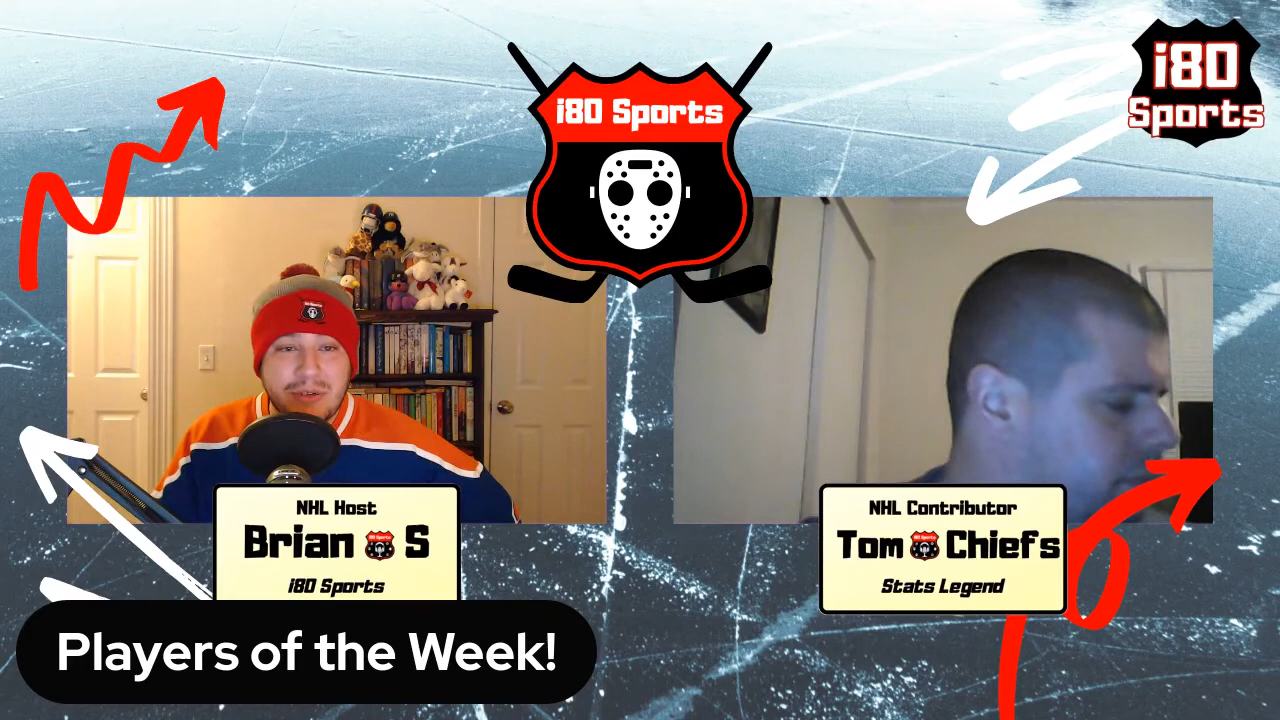 i80
Sports
i80 Sports
NHL Host
Brian S
i80 Sports
NHL Contributor
Tom Chiefs
Stats Legend
Players of the Week!